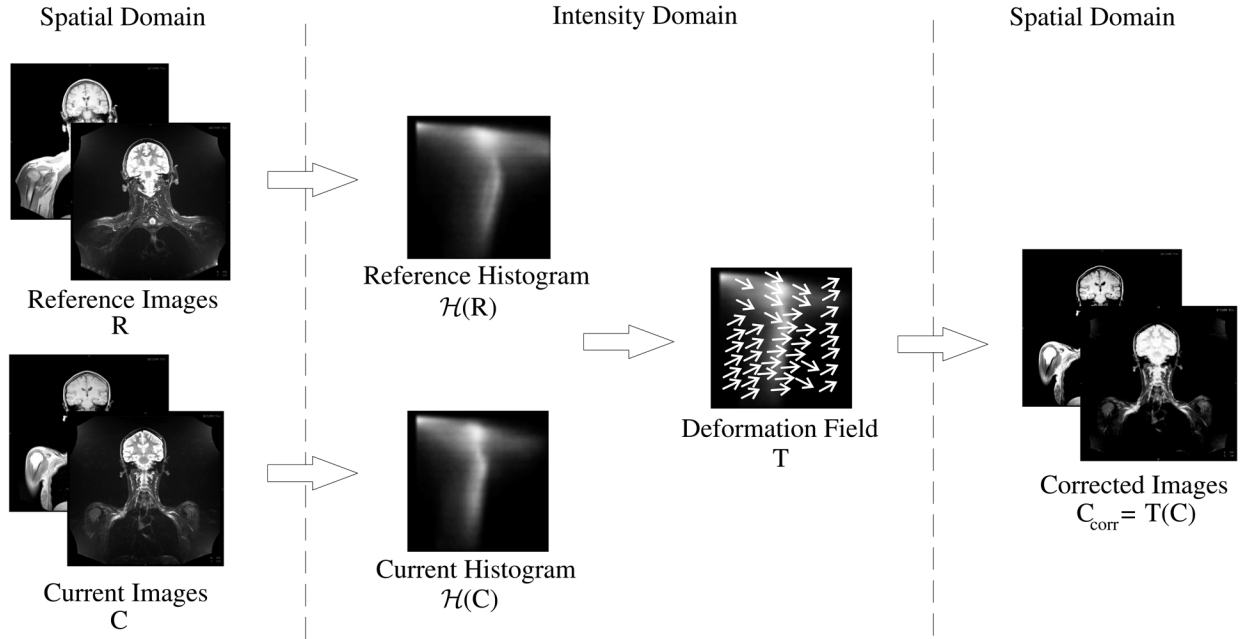 Spatial Domain
Intensity Domain
Spatial Domain
Reference Images
R
Reference Histogram
ℋ(R)
Current Images
C
Current Histogram
ℋ(C)
Deformation Field
T
Corrected Images
C_corr = T(C)